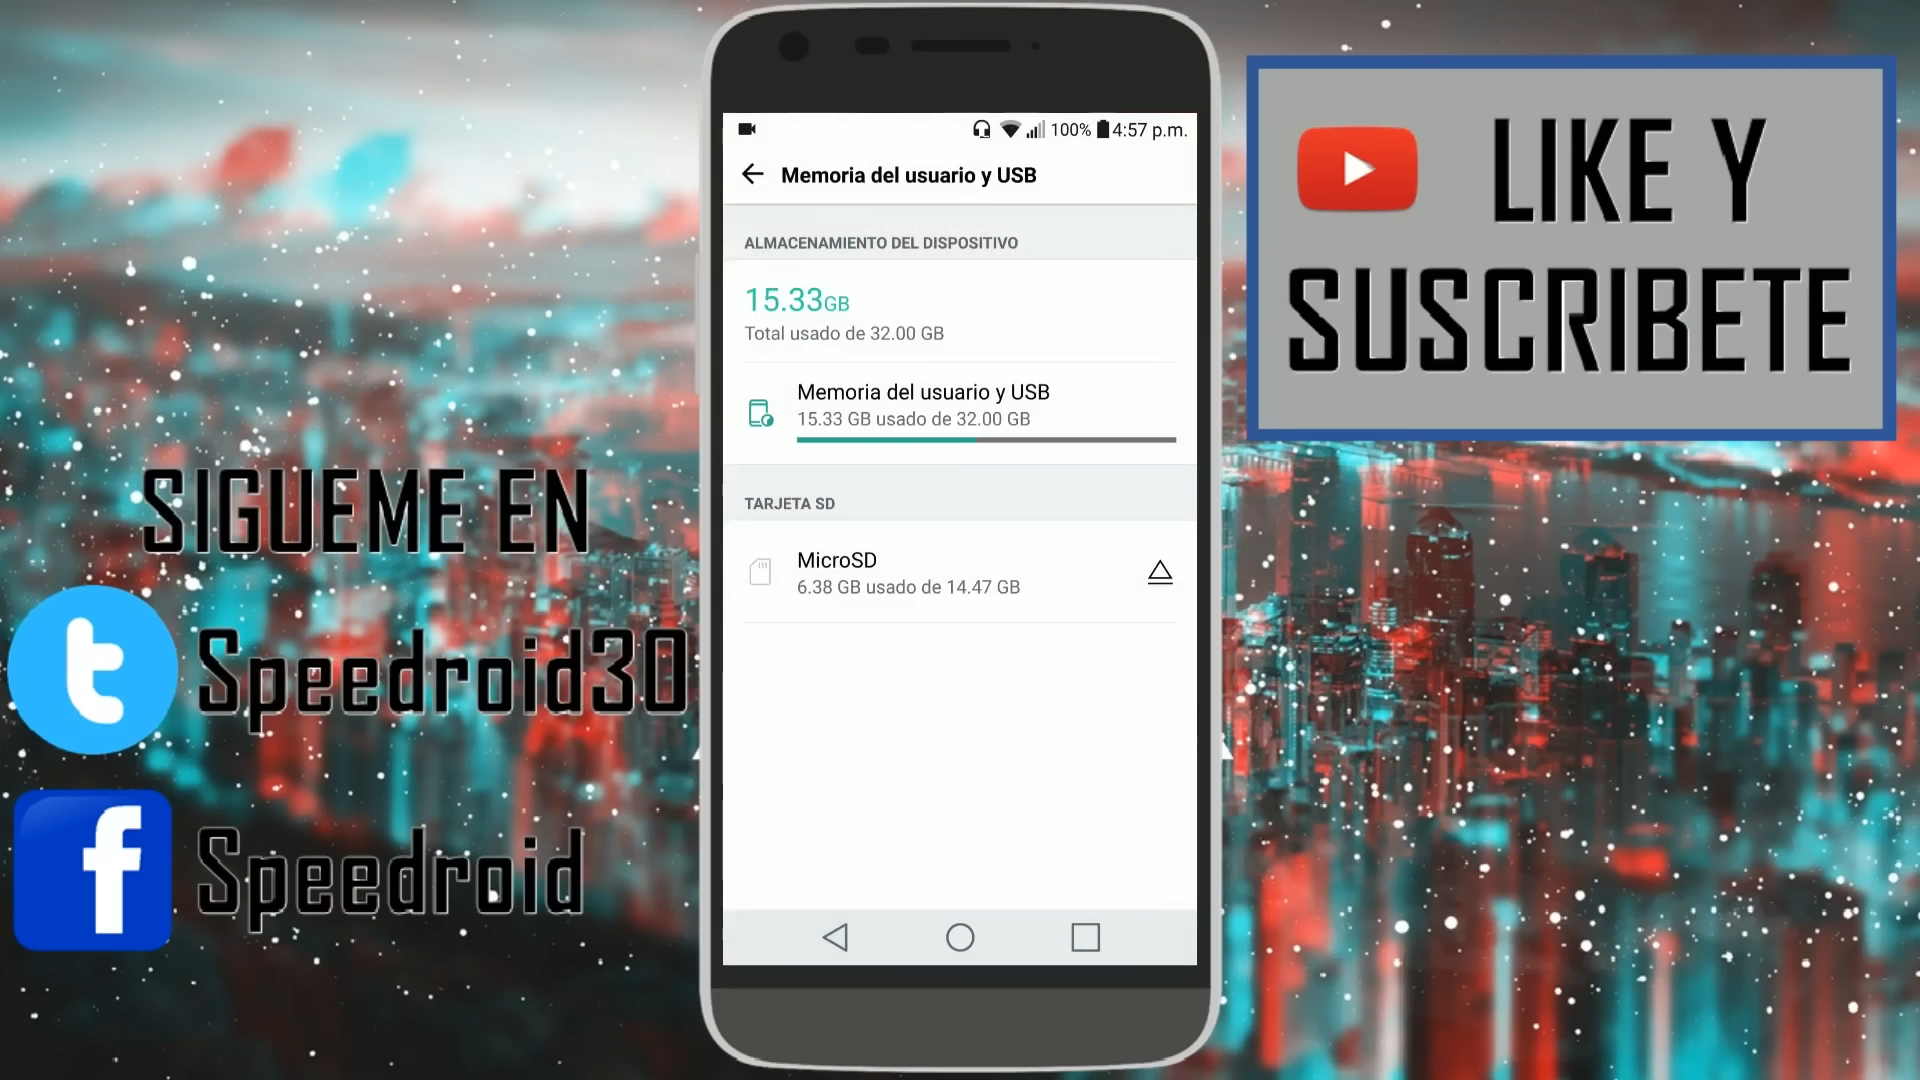 100% 4:57 p.m.
Memoria del usuario y USB
ALMACENAMIENTO DEL DISPOSITIVO
15.33GB
Total usado de 32.00 GB
Memoria del usuario y USB
15.33 GB usado de 32.00 GB
TARJETA SD
MicroSD
6.38 GB usado de 14.47 GB
LIKE Y
SUSCRIBETE
SIGUEME EN
Speedroid30
Speedroid